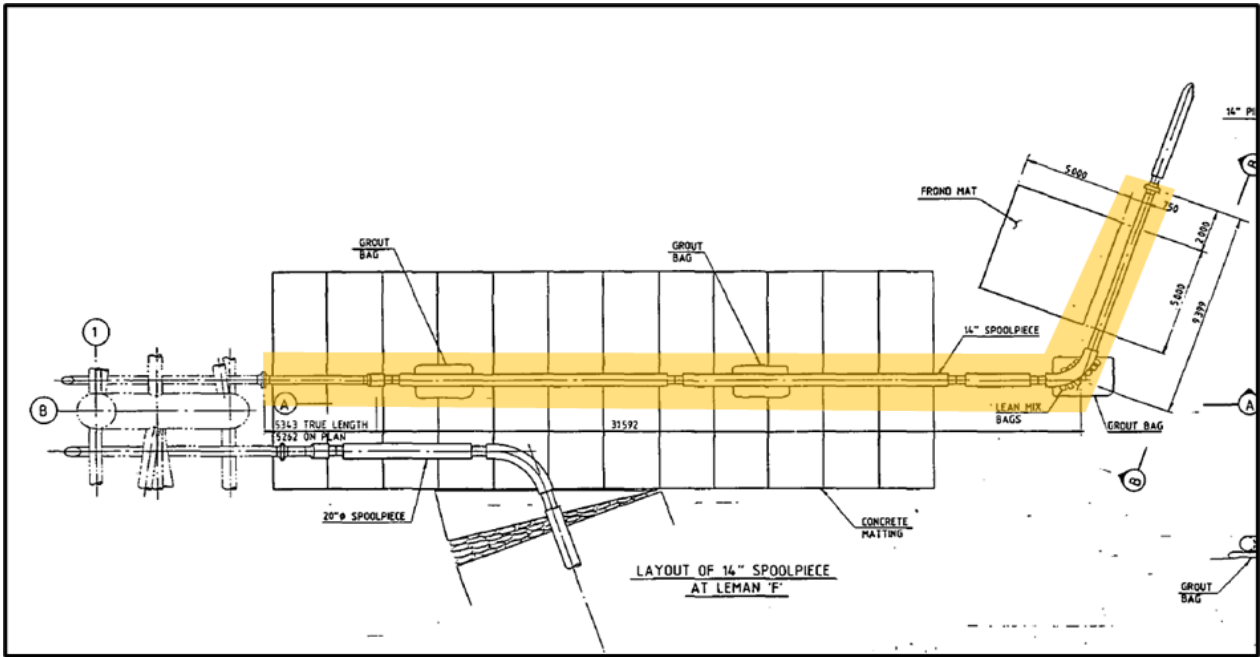 14" PI
5000
FROND MAT
750
2000
GROUT
BAG
GROUT
BAG
5000
9399
1
14" SPOOLPIECE
B
A
LEAN MIX
BAGS
A
5343 TRUE LENGTH
31592
GROUT BAG
5262 ON PLAN
B
20"ø SPOOLPIECE
CONCRETE
MATTING
LAYOUT OF 14" SPOOLPIECE
AT LEMAN 'F'
GROUT
BAG